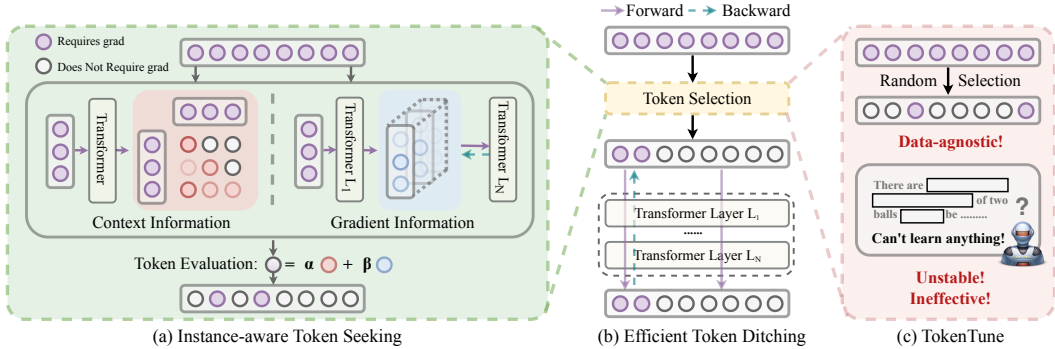 Requires grad
Does Not Require grad
Transformer
Context Information
Transformer L1
Transformer LN
Gradient Information
Token Evaluation: = α + β
(a) Instance-aware Token Seeking
Forward
Backward
Token Selection
Transformer Layer L1
......
Transformer Layer LN
(b) Efficient Token Ditching
Random Selection
Data-agnostic!
There are
of two
balls be .........
?
Can't learn anything!
Unstable!
Ineffective!
(c) TokenTune